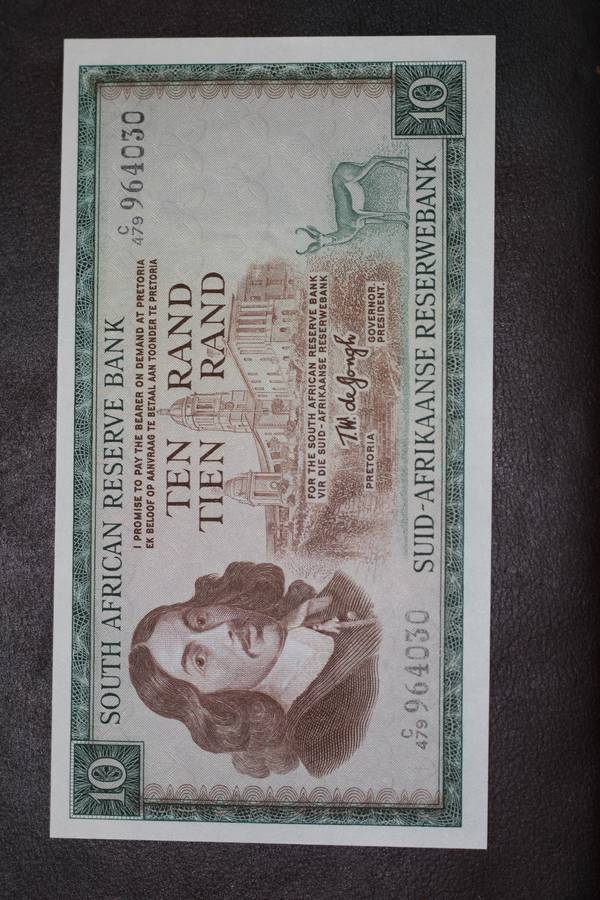 10
SOUTH AFRICAN RESERVE BANK
I PROMISE TO PAY THE BEARER ON DEMAND AT PRETORIA
EK BELOOF OP AANVRAAG TE BETAAL AAN TOONDER TE PRETORIA
C
479 964030
TEN RAND
TIEN RAND
FOR THE SOUTH AFRICAN RESERVE BANK
VIR DIE SUID-AFRIKAANSE RESERWEBANK
T.W. de Jongh
PRETORIA
GOVERNOR.
PRESIDENT.
C
479 964030
SUID-AFRIKAANSE RESERWEBANK
10